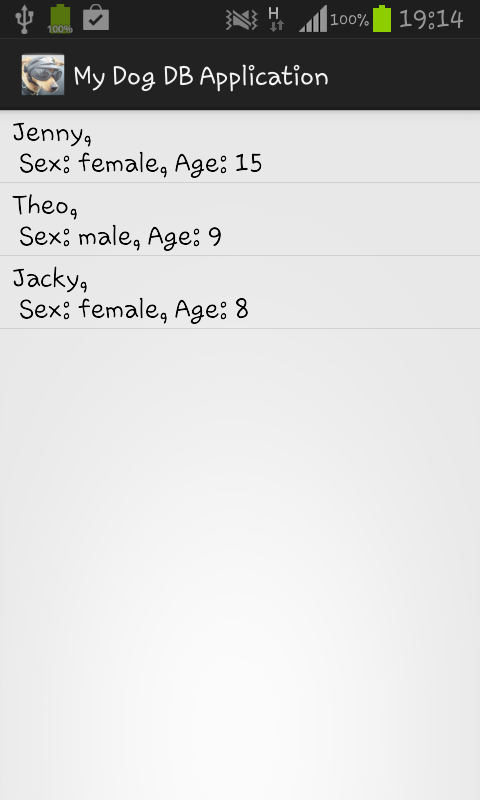 100% H 100% 19:14
My Dog DB Application
Jenny,
Sex: female, Age: 15
Theo,
Sex: male, Age: 9
Jacky,
Sex: female, Age: 8